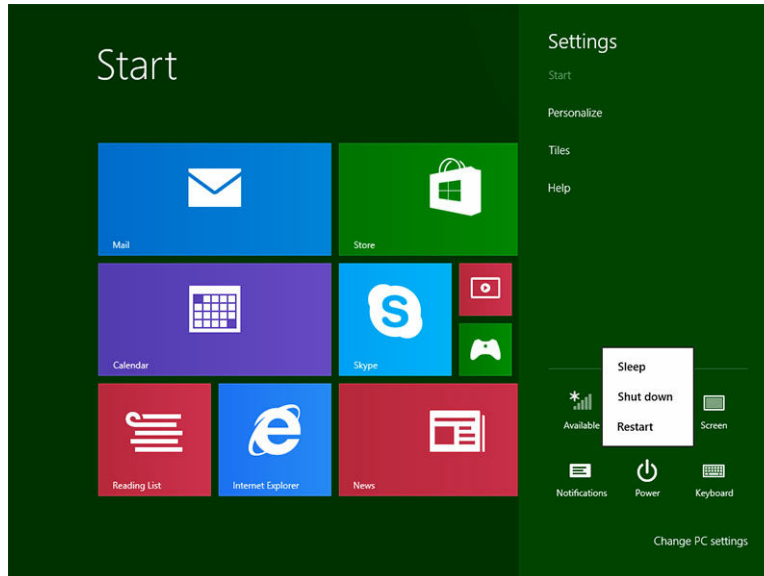 Start
Mail
Store
Calendar
Skype
Reading List
Internet Explorer
News
Settings
Start
Personalize
Tiles
Help
Sleep
Shut down
Restart
Available
Screen
Notifications
Power
Keyboard
Change PC settings